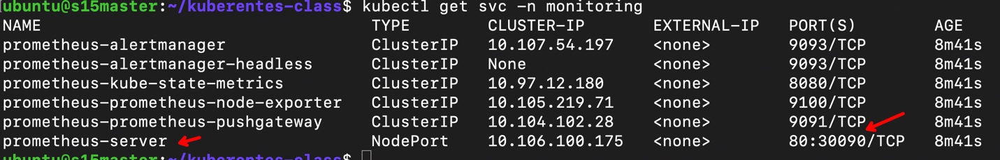 ubuntu@s15master:~/kuberentes-class$ kubectl get svc -n monitoring
NAME TYPE CLUSTER-IP EXTERNAL-IP PORT(S) AGE
prometheus-alertmanager ClusterIP 10.107.54.197 <none> 9093/TCP 8m41s
prometheus-alertmanager-headless ClusterIP None <none> 9093/TCP 8m41s
prometheus-kube-state-metrics ClusterIP 10.97.12.180 <none> 8080/TCP 8m41s
prometheus-prometheus-node-exporter ClusterIP 10.105.219.71 <none> 9100/TCP 8m41s
prometheus-prometheus-pushgateway ClusterIP 10.104.102.28 <none> 9091/TCP 8m41s
prometheus-server NodePort 10.106.100.175 <none> 80:30090/TCP 8m41s
ubuntu@s15master:~/kuberentes-class$